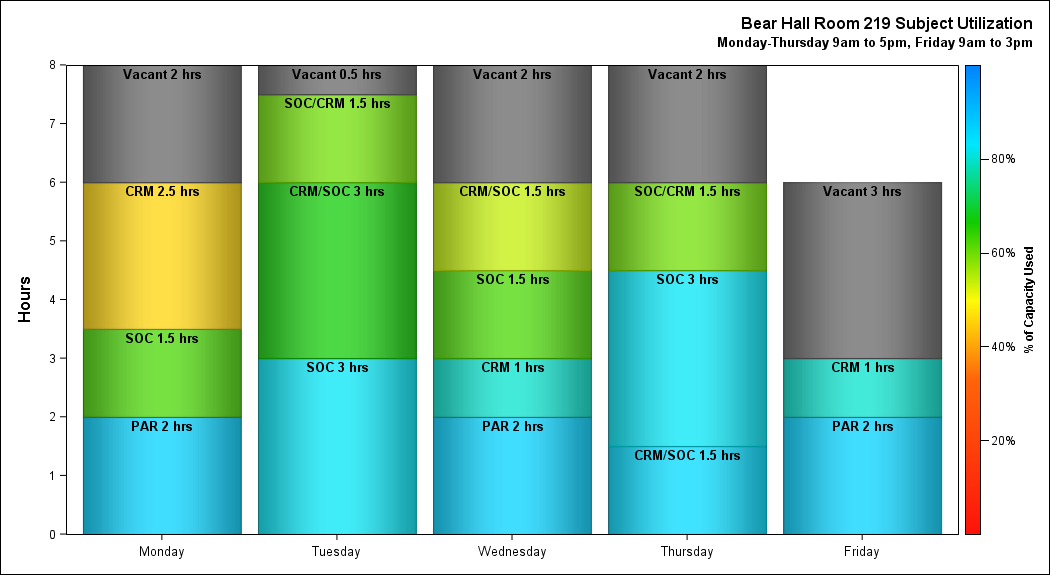 Bear Hall Room 219 Subject Utilization
Monday-Thursday 9am to 5pm, Friday 9am to 3pm
Hours
8
7
6
5
4
3
2
1
0
Vacant 2 hrs
CRM 2.5 hrs
SOC 1.5 hrs
PAR 2 hrs
Vacant 0.5 hrs
SOC/CRM 1.5 hrs
CRM/SOC 3 hrs
SOC 3 hrs
Vacant 2 hrs
CRM/SOC 1.5 hrs
SOC 1.5 hrs
CRM 1 hrs
PAR 2 hrs
Vacant 2 hrs
SOC/CRM 1.5 hrs
SOC 3 hrs
CRM/SOC 1.5 hrs
Vacant 3 hrs
CRM 1 hrs
PAR 2 hrs
Monday
Tuesday
Wednesday
Thursday
Friday
80%
60%
40%
20%
% of Capacity Used